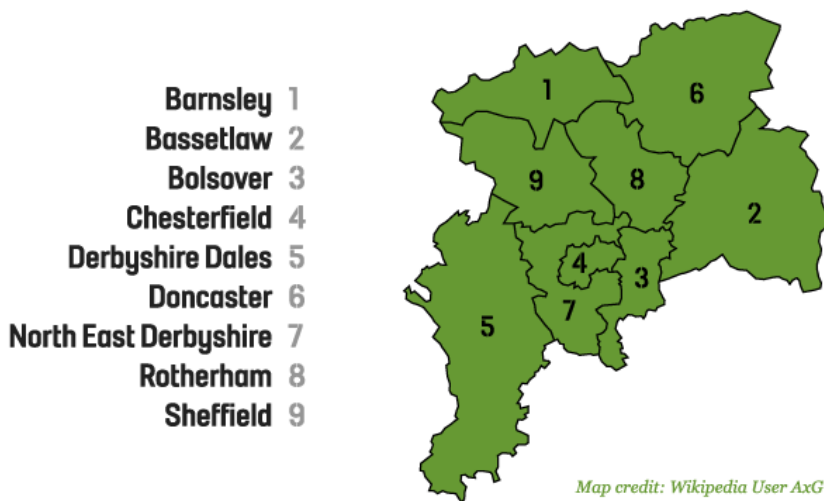 Barnsley 1
Bassetlaw 2
Bolsover 3
Chesterfield 4
Derbyshire Dales 5
Doncaster 6
North East Derbyshire 7
Rotherham 8
Sheffield 9
1
6
9
8
2
4
3
7
5
Map credit: Wikipedia User AxG